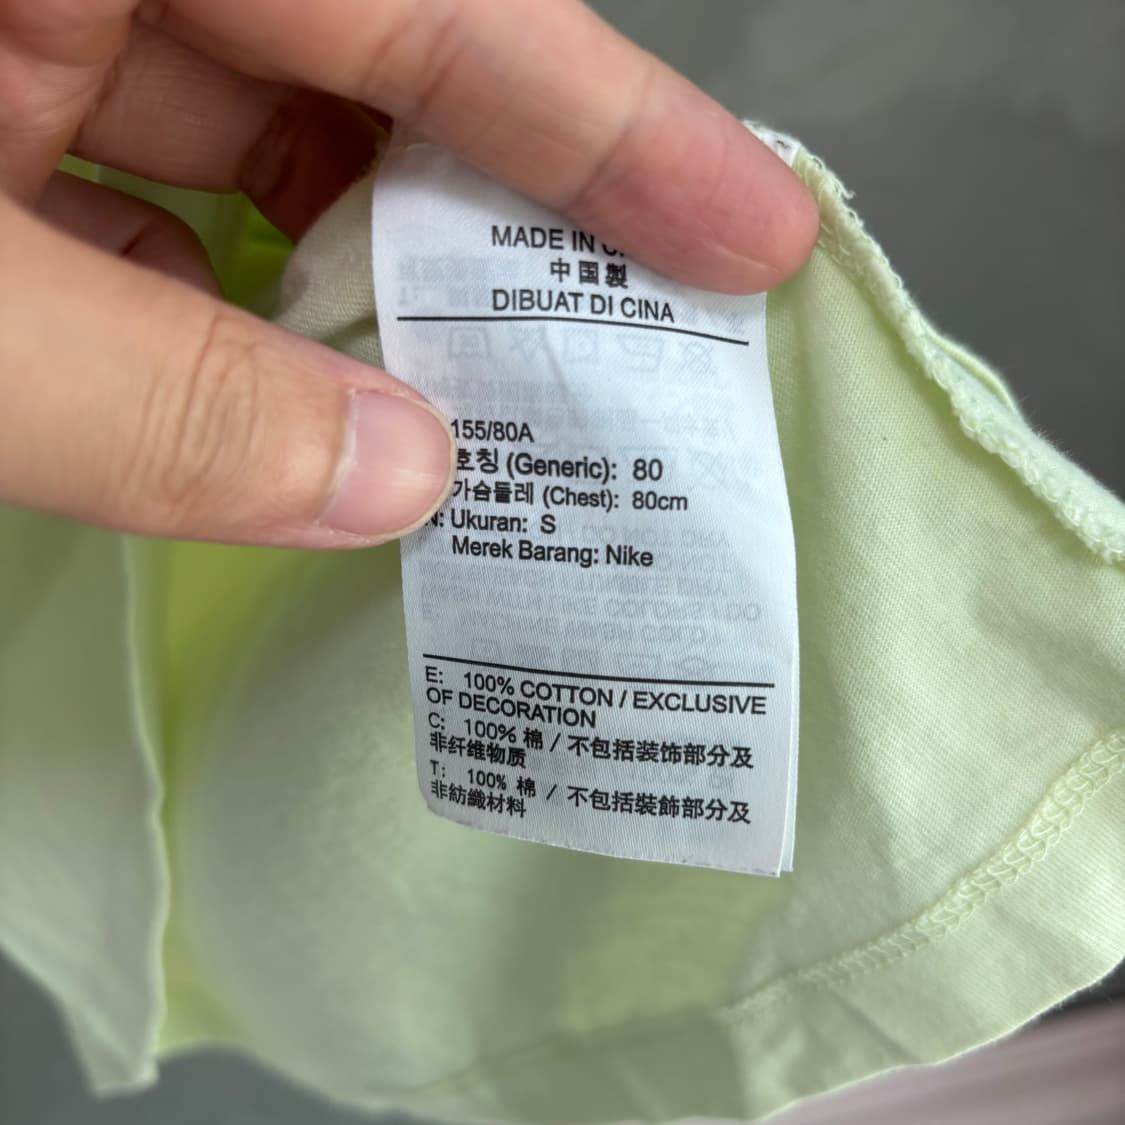 MADE IN
中国製
DIBUAT DI CINA
155/80A
호칭 (Generic): 80
가슴둘레 (Chest): 80cm
N: Ukuran: S
Merek Barang: Nike
E: 100% COTTON / EXCLUSIVE
OF DECORATION
C: 100% 棉 / 不包括装饰部分及
非纤维物质
T: 100% 棉 / 不包括裝飾部分及
非紡織材料